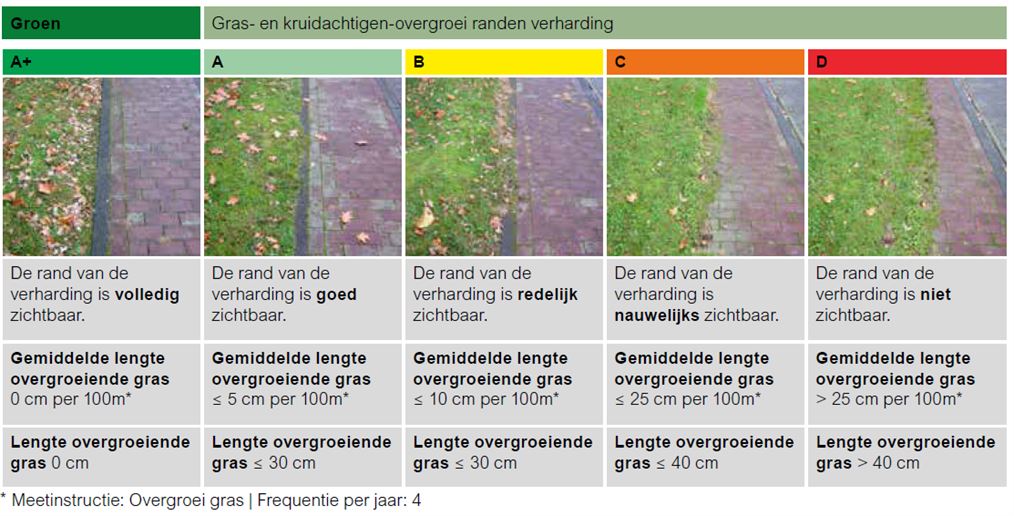 Groen
Gras- en kruidachtigen-overgroei randen verharding
A+
A
B
C
D
De rand van de
verharding is volledig
zichtbaar.
De rand van de
verharding is goed
zichtbaar.
De rand van de
verharding is redelijk
zichtbaar.
De rand van de
verharding is
nauwelijks zichtbaar.
De rand van de
verharding is niet
zichtbaar.
Gemiddelde lengte
overgroeiende gras
0 cm per 100m*
Gemiddelde lengte
overgroeiende gras
≤ 5 cm per 100m*
Gemiddelde lengte
overgroeiende gras
≤ 10 cm per 100m*
Gemiddelde lengte
overgroeiende gras
≤ 25 cm per 100m*
Gemiddelde lengte
overgroeiende gras
> 25 cm per 100m*
Lengte overgroeiende
gras 0 cm
Lengte overgroeiende
gras ≤ 30 cm
Lengte overgroeiende
gras ≤ 30 cm
Lengte overgroeiende
gras ≤ 40 cm
Lengte overgroeiende
gras > 40 cm
* Meetinstructie: Overgroei gras | Frequentie per jaar: 4